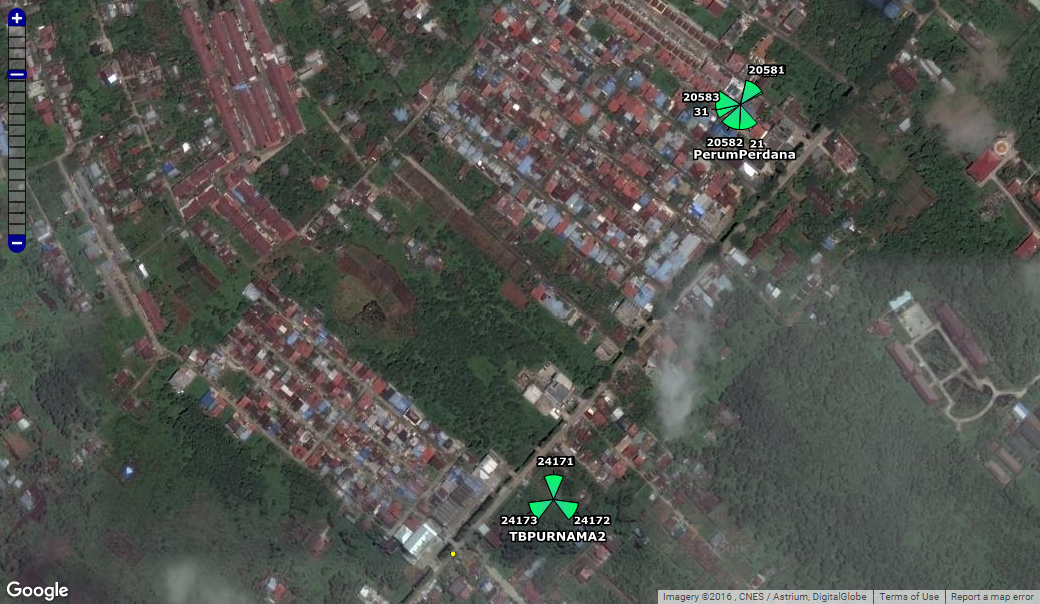 20581
20583
31
20582 21
PerumPerdana
24171
24173 24172
TBPURNAMA2
Google
Imagery ©2016 , CNES / Astrium, DigitalGlobe Terms of Use Report a map error